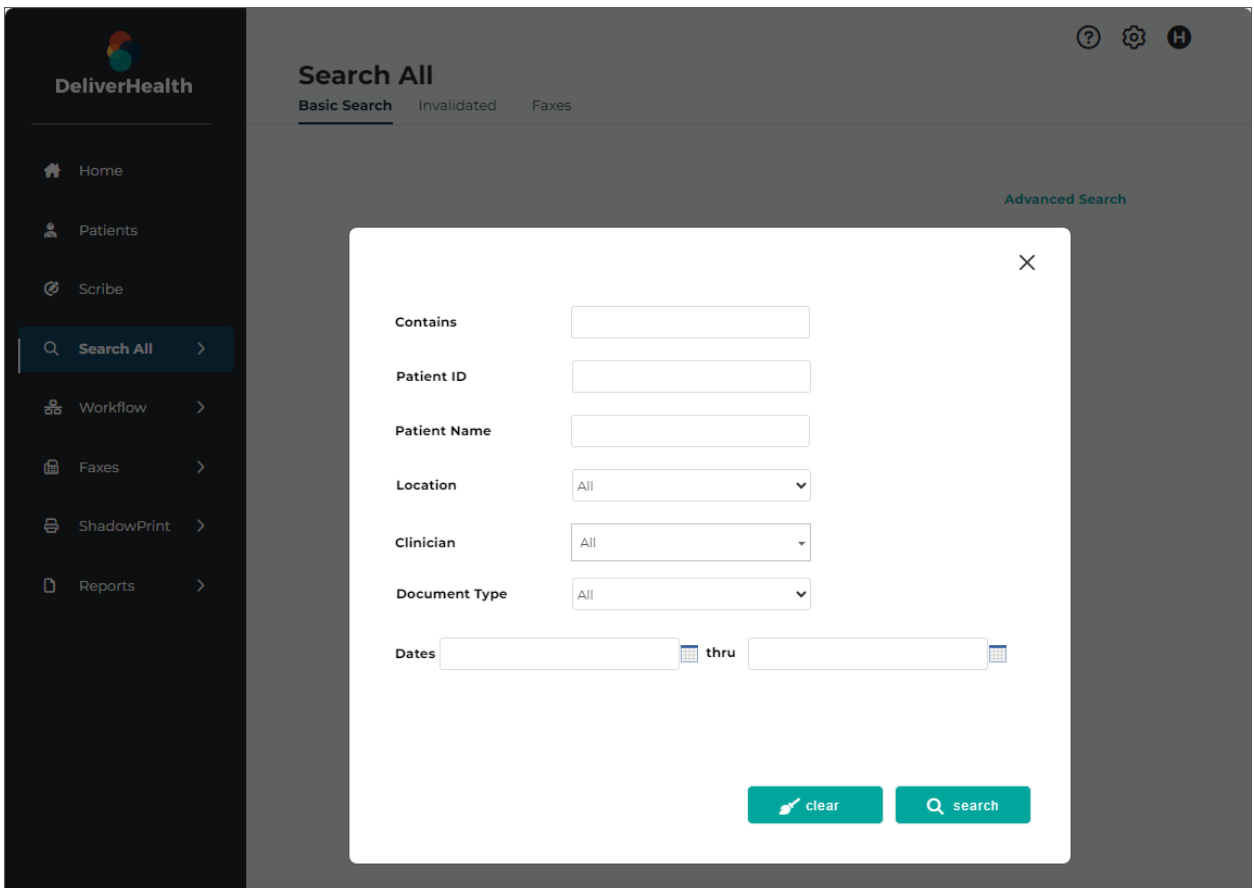 DeliverHealth
Home
Patients
Scribe
Search All
Workflow
Faxes
ShadowPrint
Reports
H
Search All
Basic Search Invalidated Faxes
Advanced Search
Contains
Patient ID
Patient Name
Location All
Clinician All
Document Type All
Dates thru
clear search